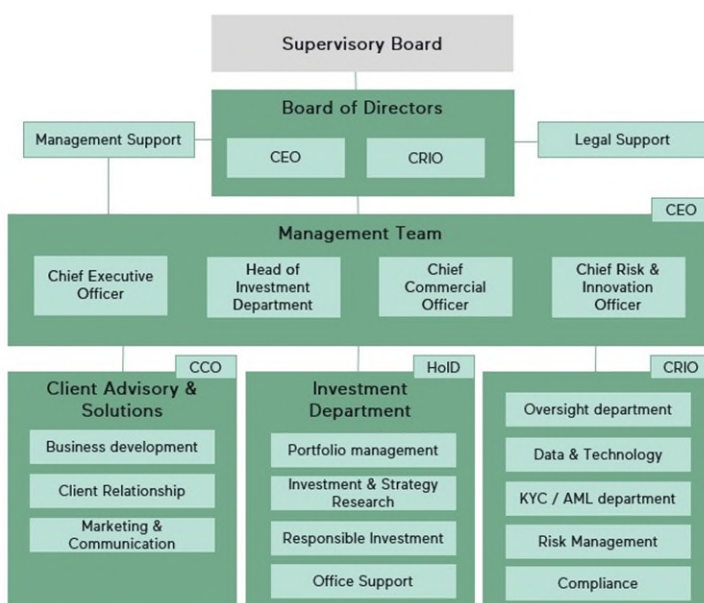 Supervisory Board
Board of Directors
Management Support
CEO
CRIO
Legal Support
CEO
Management Team
Chief Executive
Officer
Head of
Investment
Department
Chief
Commercial
Officer
Chief Risk &
Innovation
Officer
CCO
Client Advisory &
Solutions
Business development
Client Relationship
Marketing &
Communication
HoID
Investment
Department
Portfolio management
Investment & Strategy
Research
Responsible Investment
Office Support
CRIO
Oversight department
Data & Technology
KYC / AML department
Risk Management
Compliance